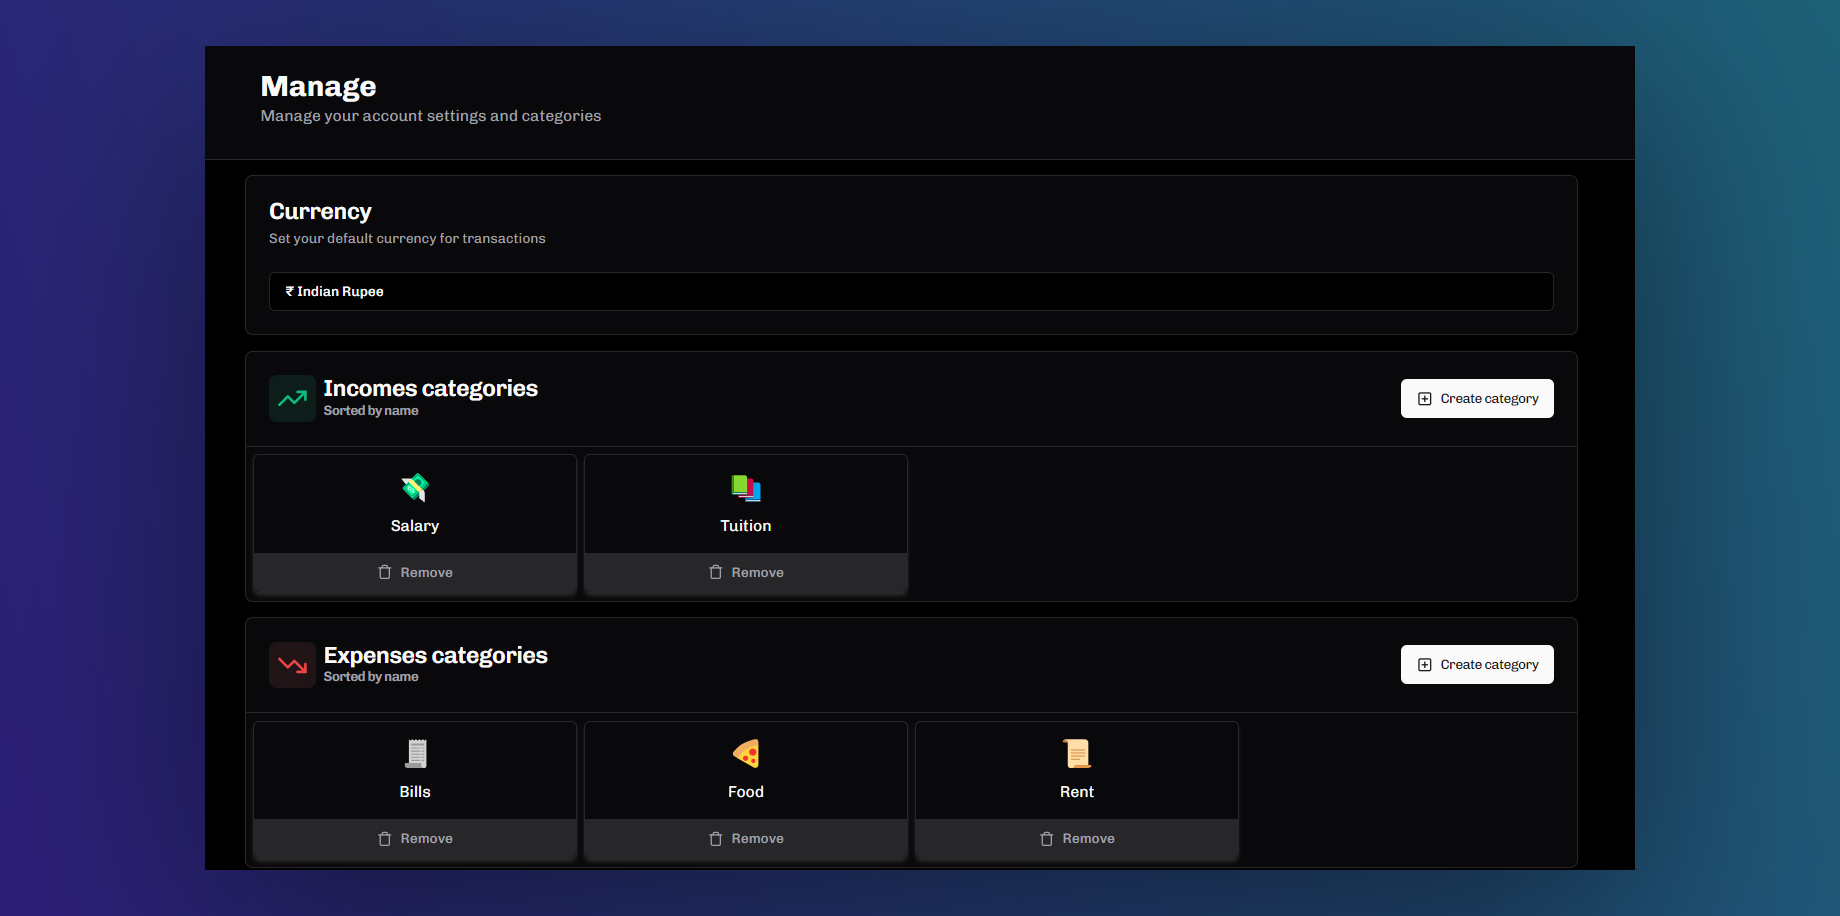 Manage
Manage your account settings and categories
Currency
Set your default currency for transactions
₹ Indian Rupee
Incomes categories
Sorted by name
Create category
Salary
Tuition
Remove
Remove
Expenses categories
Sorted by name
Create category
Bills
Food
Rent
Remove
Remove
Remove